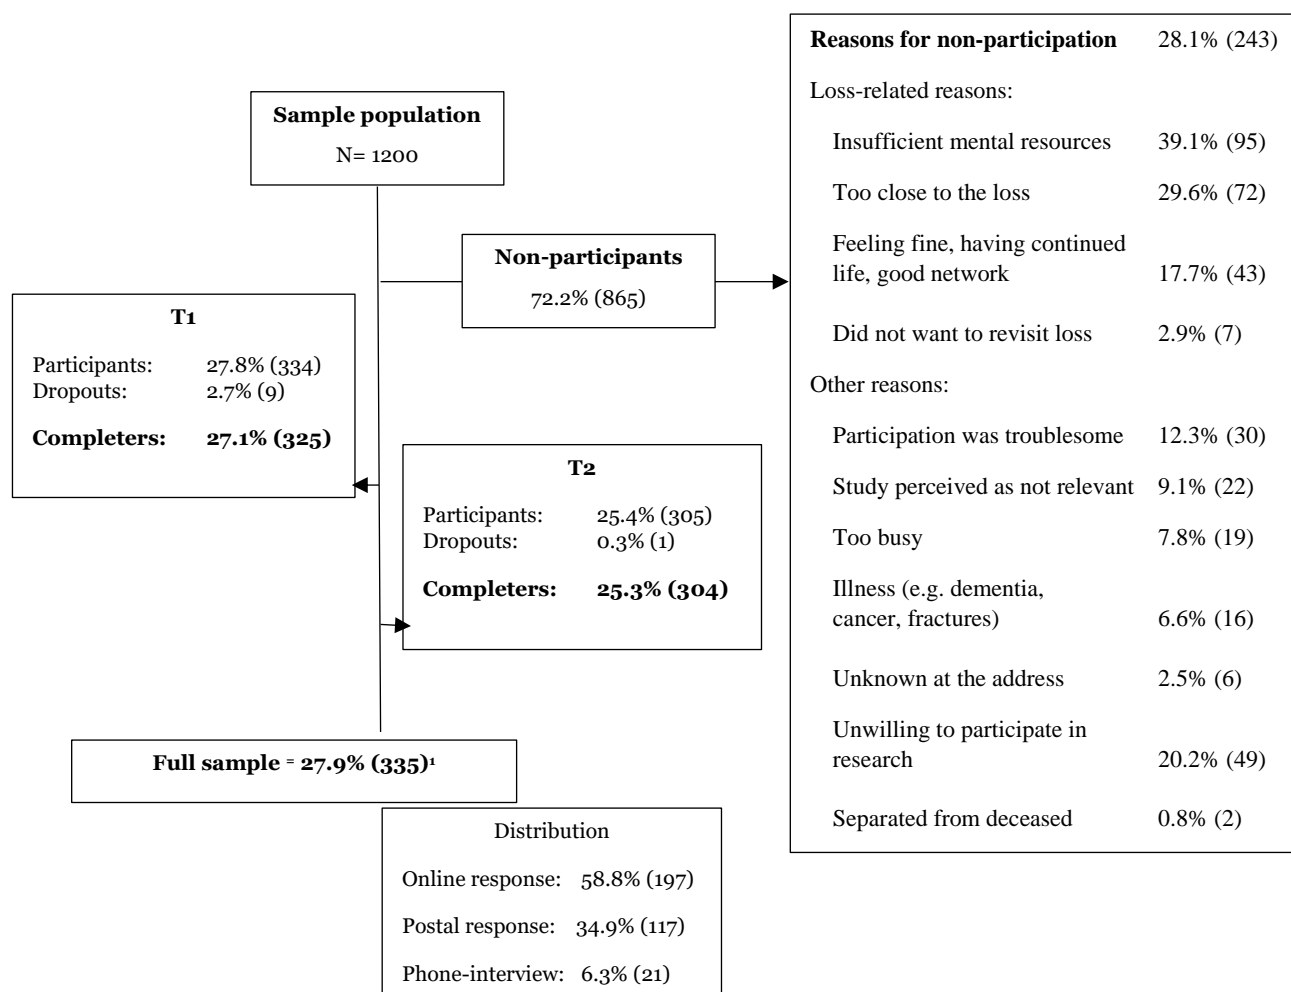 Sample population
N= 1200
Non-participants
72.2% (865)
T1
Participants: 27.8% (334)
Dropouts: 2.7% (9)
Completers: 27.1% (325)
T2
Participants: 25.4% (305)
Dropouts: 0.3% (1)
Completers: 25.3% (304)
Full sample = 27.9% (335)¹
Distribution
Online response: 58.8% (197)
Postal response: 34.9% (117)
Phone-interview: 6.3% (21)
Reasons for non-participation 28.1% (243)
Loss-related reasons:
Insufficient mental resources 39.1% (95)
Too close to the loss 29.6% (72)
Feeling fine, having continued
life, good network 17.7% (43)
Did not want to revisit loss 2.9% (7)
Other reasons:
Participation was troublesome 12.3% (30)
Study perceived as not relevant 9.1% (22)
Too busy 7.8% (19)
Illness (e.g. dementia,
cancer, fractures) 6.6% (16)
Unknown at the address 2.5% (6)
Unwilling to participate in
research 20.2% (49)
Separated from deceased 0.8% (2)